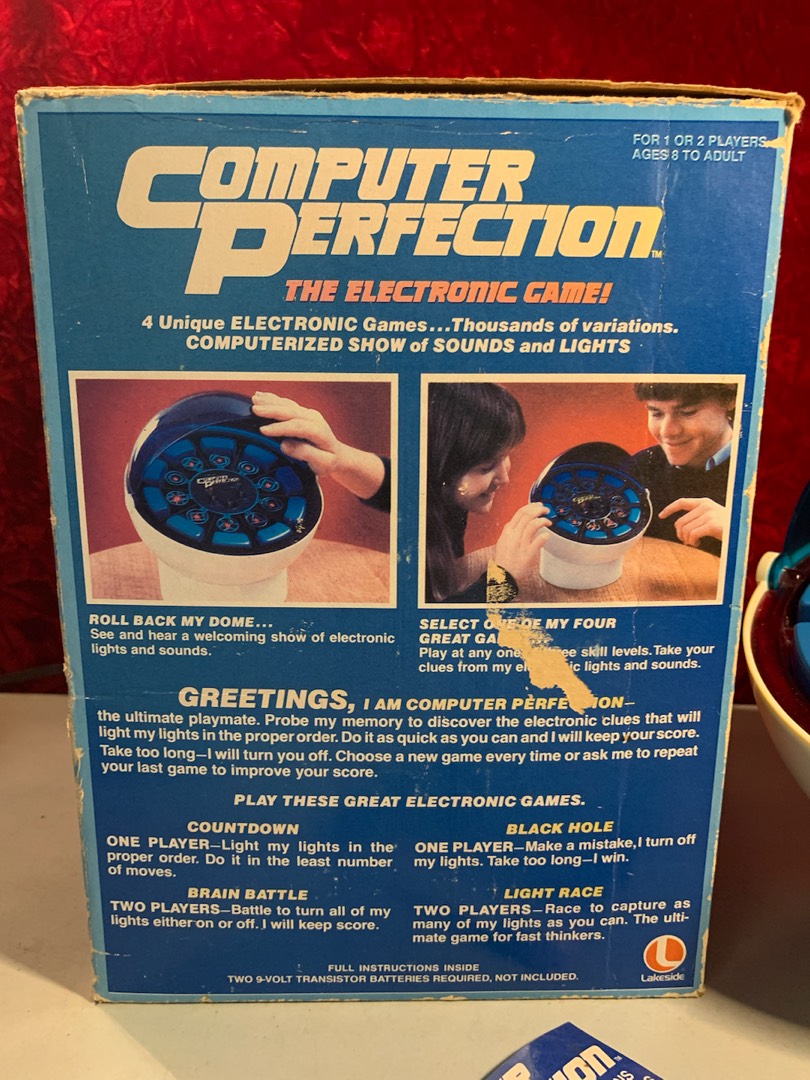 FOR 1 OR 2 PLAYERS
AGES 8 TO ADULT
COMPUTER
PERFECTION™
THE ELECTRONIC GAME!
4 Unique ELECTRONIC Games...Thousands of variations.
COMPUTERIZED SHOW of SOUNDS and LIGHTS
COMPUTER
PERFECTION
COMPUTER
PERFECTION
ROLL BACK MY DOME...
See and hear a welcoming show of electronic
lights and sounds.
SELECT OF MY FOUR
GREAT
Play at any one skill levels. Take your
clues from my lights and sounds.
GREETINGS, I AM COMPUTER
the ultimate playmate. Probe my memory to discover the electronic clues that will
light my lights in the proper order. Do it as quick as you can and I will keep your score.
Take too long—I will turn you off. Choose a new game every time or ask me to repeat
your last game to improve your score.
PLAY THESE GREAT ELECTRONIC GAMES.
COUNTDOWN
ONE PLAYER—Light my lights in the
proper order. Do it in the least number
of moves.
BRAIN BATTLE
TWO PLAYERS—Battle to turn all of my
lights either on or off. I will keep score.
BLACK HOLE
ONE PLAYER—Make a mistake, I turn off
my lights. Take too long—I win.
LIGHT RACE
TWO PLAYERS—Race to capture as
many of my lights as you can. The ulti-
mate game for fast thinkers.
FULL INSTRUCTIONS INSIDE
TWO 9-VOLT TRANSISTOR BATTERIES REQUIRED, NOT INCLUDED.
L
Lakeside